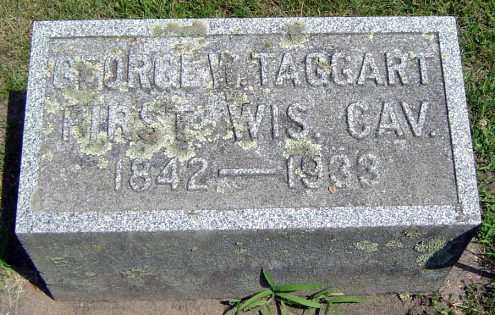 GEORGE W. TAGGART
FIRST WIS. CAV.
1842—1933